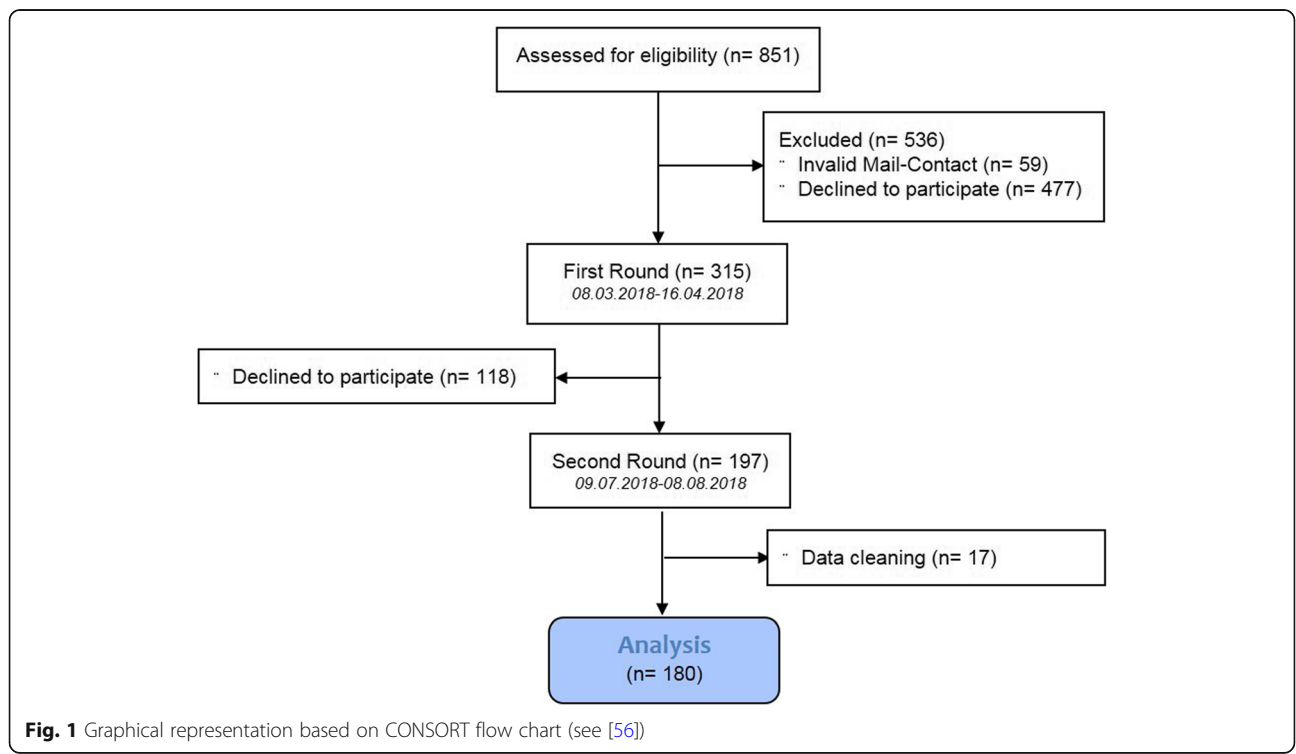 Assessed for eligibility (n= 851)
Excluded (n= 536)
¨ Invalid Mail-Contact (n= 59)
¨ Declined to participate (n= 477)
First Round (n= 315)
08.03.2018-16.04.2018
¨ Declined to participate (n= 118)
Second Round (n= 197)
09.07.2018-08.08.2018
¨ Data cleaning (n= 17)
Analysis
(n= 180)
Fig. 1 Graphical representation based on CONSORT flow chart (see [56])